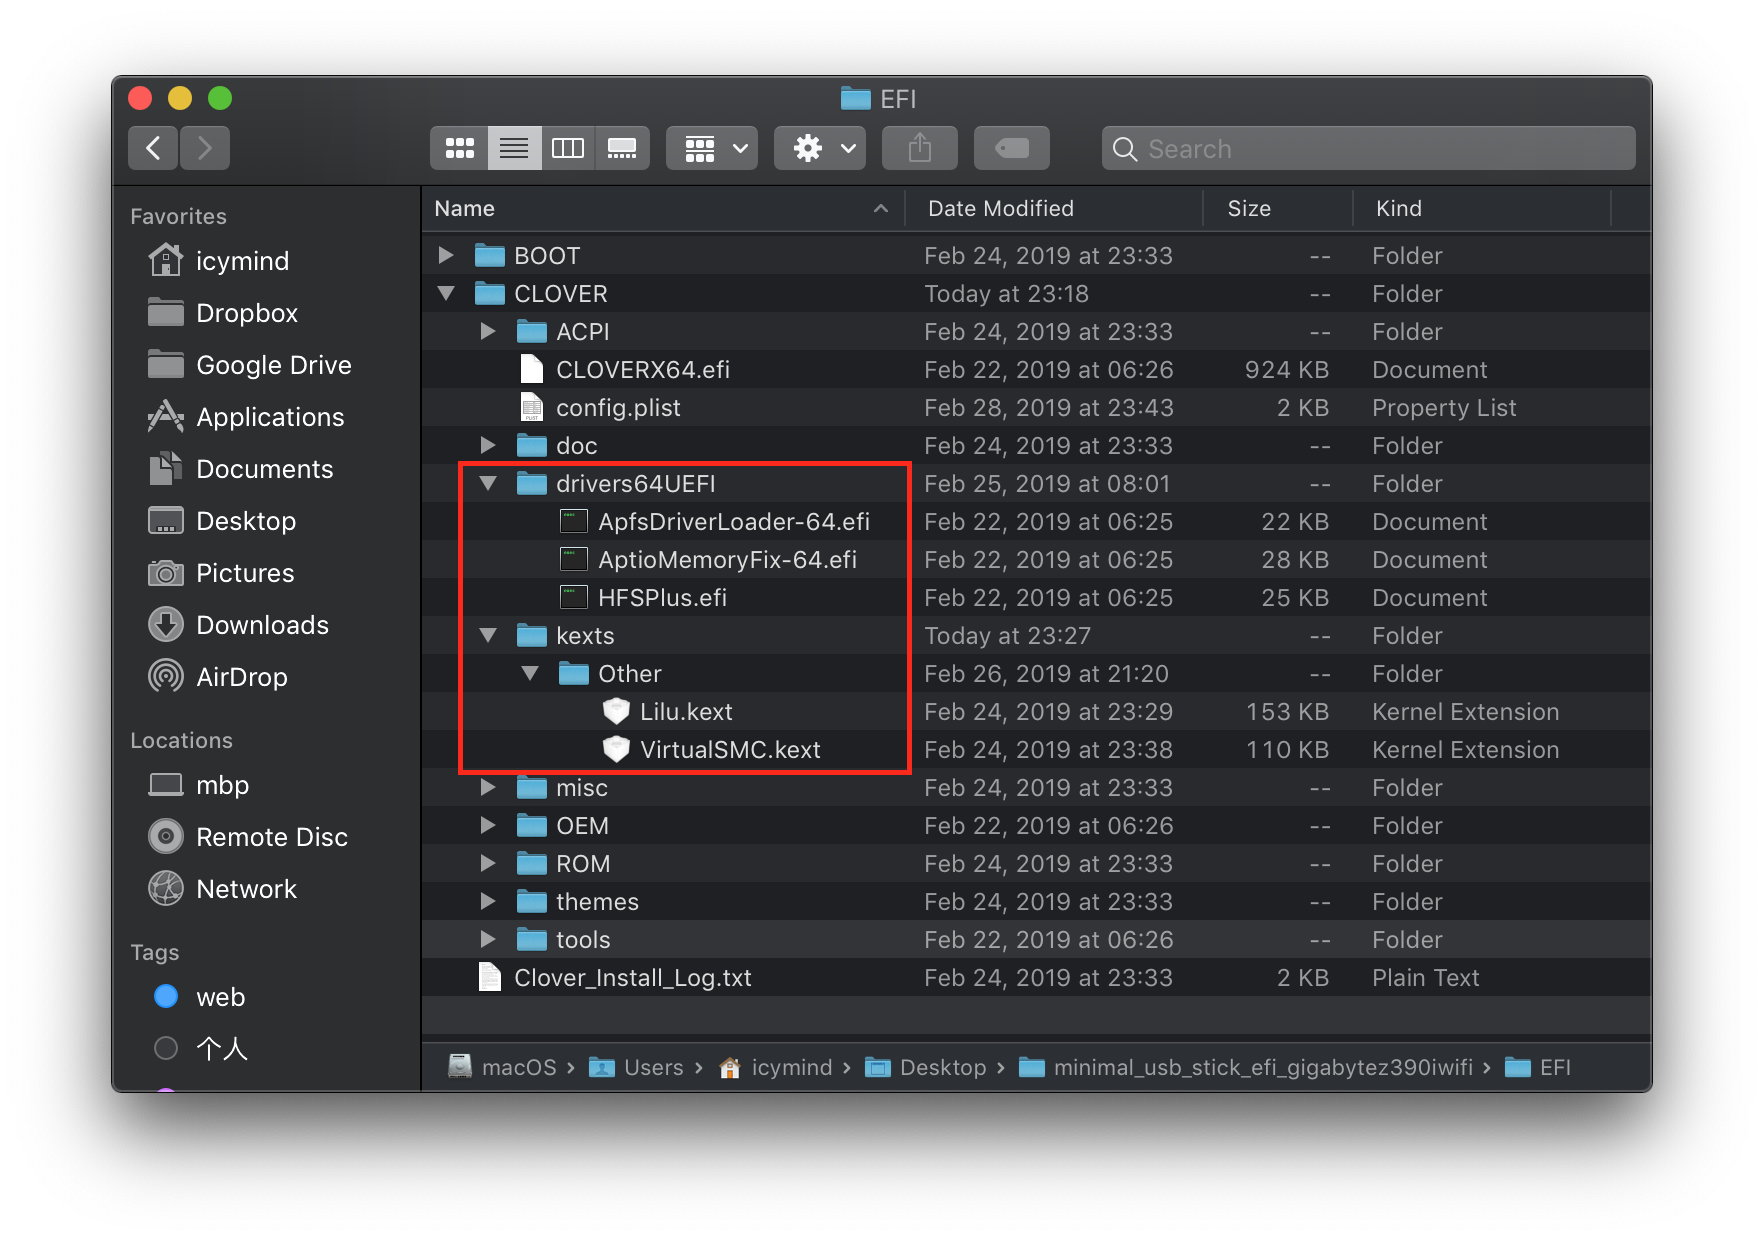 EFI
Search
Favorites
icymind
Dropbox
Google Drive
Applications
Documents
Desktop
Pictures
Downloads
AirDrop
Locations
mbp
Remote Disc
Network
Tags
web
个人
Name Date Modified Size Kind
BOOT Feb 24, 2019 at 23:33 -- Folder
CLOVER Today at 23:18 -- Folder
ACPI Feb 24, 2019 at 23:33 -- Folder
CLOVERX64.efi Feb 22, 2019 at 06:26 924 KB Document
config.plist Feb 28, 2019 at 23:43 2 KB Property List
doc Feb 24, 2019 at 23:33 -- Folder
drivers64UEFI Feb 25, 2019 at 08:01 -- Folder
ApfsDriverLoader-64.efi Feb 22, 2019 at 06:25 22 KB Document
AptioMemoryFix-64.efi Feb 22, 2019 at 06:25 28 KB Document
HFSPlus.efi Feb 22, 2019 at 06:25 25 KB Document
kexts Today at 23:27 -- Folder
Other Feb 26, 2019 at 21:20 -- Folder
Lilu.kext Feb 24, 2019 at 23:29 153 KB Kernel Extension
VirtualSMC.kext Feb 24, 2019 at 23:38 110 KB Kernel Extension
misc Feb 24, 2019 at 23:33 -- Folder
OEM Feb 22, 2019 at 06:26 -- Folder
ROM Feb 24, 2019 at 23:33 -- Folder
themes Feb 24, 2019 at 23:33 -- Folder
tools Feb 22, 2019 at 06:26 -- Folder
Clover_Install_Log.txt Feb 24, 2019 at 23:33 2 KB Plain Text
macOS › Users › icymind › Desktop › minimal_usb_stick_efi_gigabytez390iwifi › EFI